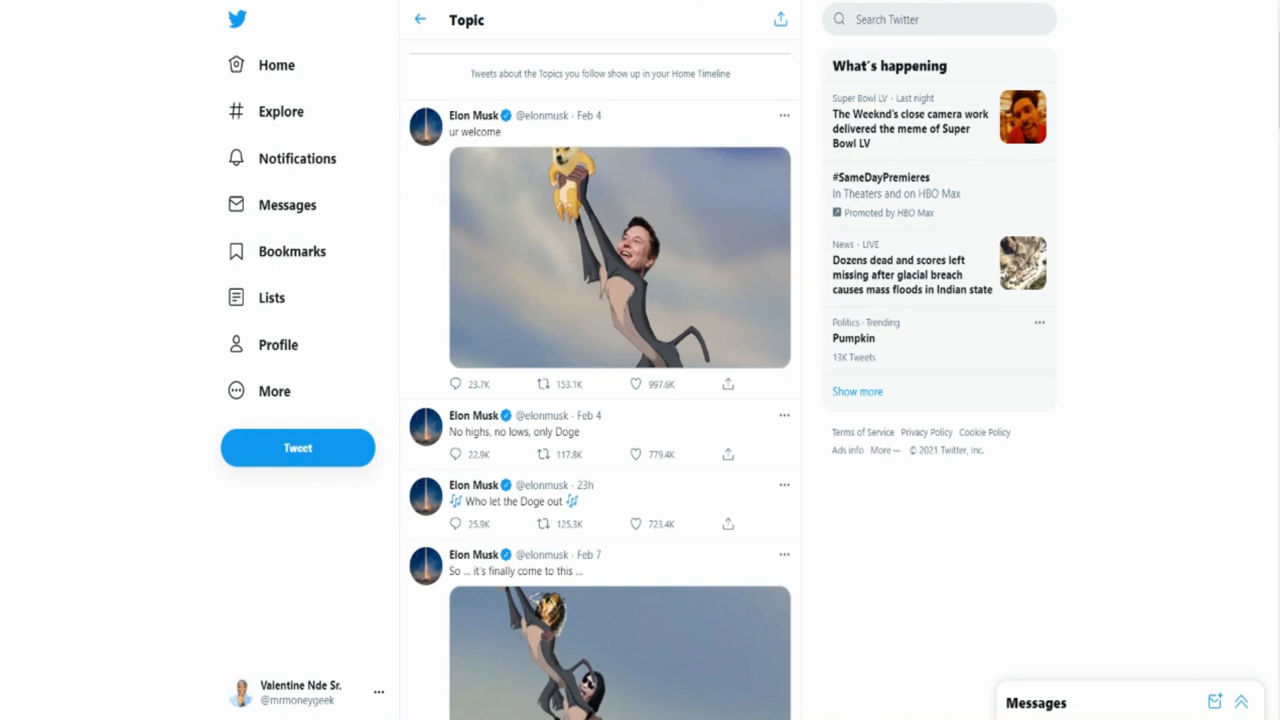 Home
Explore
Notifications
Messages
Bookmarks
Lists
Profile
More
Tweet
Valentine Nde Sr.
@mrmoneygeek
Topic
Tweets about the Topics you follow show up in your Home Timeline
Elon Musk @elonmusk · Feb 4
ur welcome
23.7K 153.1K 997.6K
Elon Musk @elonmusk · Feb 4
No highs, no lows, only Doge
22.9K 117.8K 779.4K
Elon Musk @elonmusk · 23h
🎶 Who let the Doge out 🎶
25.9K 125.3K 723.4K
Elon Musk @elonmusk · Feb 7
So ... it's finally come to this ...
Search Twitter
What's happening
Super Bowl LV · Last night
The Weeknd's close camera work
delivered the meme of Super
Bowl LV
#SameDayPremieres
In Theaters and on HBO Max
Promoted by HBO Max
News · LIVE
Dozens dead and scores left
missing after glacial breach
causes mass floods in Indian state
Politics · Trending
Pumpkin
13K Tweets
Show more
Terms of Service Privacy Policy Cookie Policy
Ads info More ··· © 2021 Twitter, Inc.
Messages